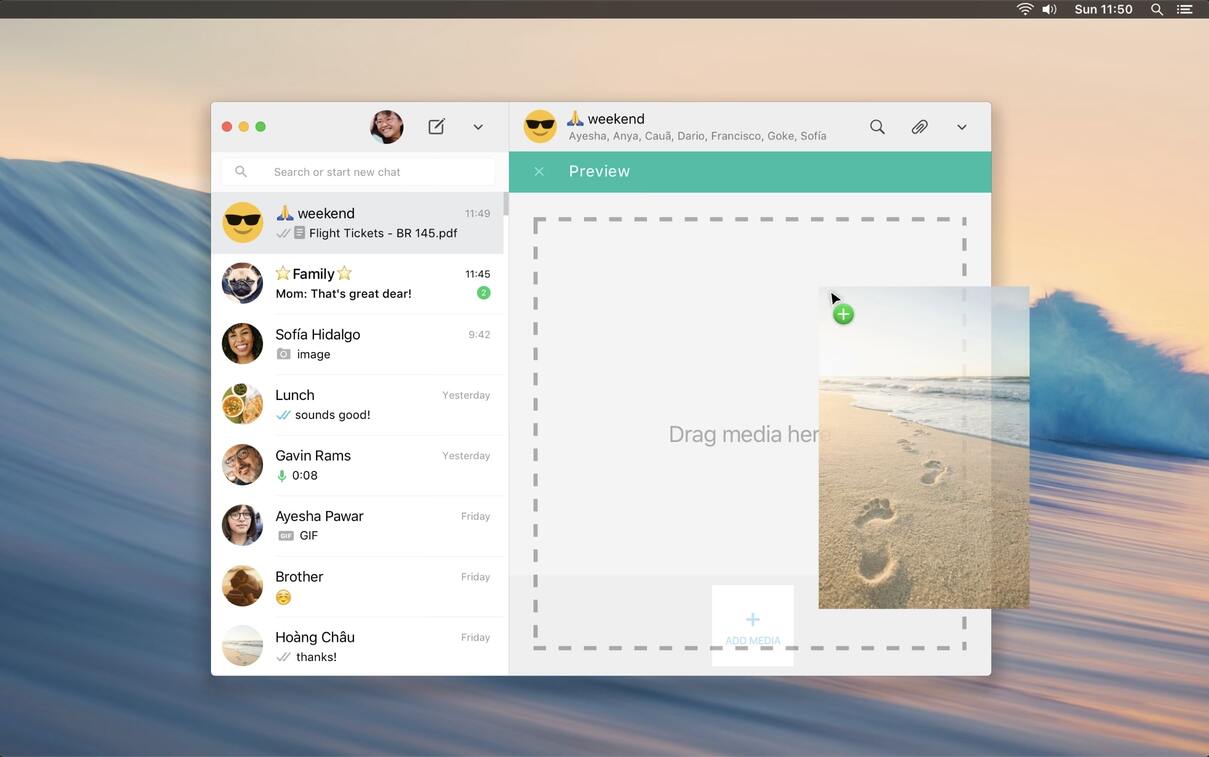 Sun 11:50
weekend
Ayesha, Anya, Cauã, Dario, Francisco, Goke, Sofía
Search or start new chat
Preview
weekend 11:49
Flight Tickets - BR 145.pdf
Family 11:45
Mom: That's great dear! 2
Sofía Hidalgo 9:42
image
Lunch Yesterday
sounds good!
Gavin Rams Yesterday
0:08
Ayesha Pawar Friday
GIF GIF
Brother Friday
Hoàng Châu Friday
thanks!
Drag media here
ADD MEDIA